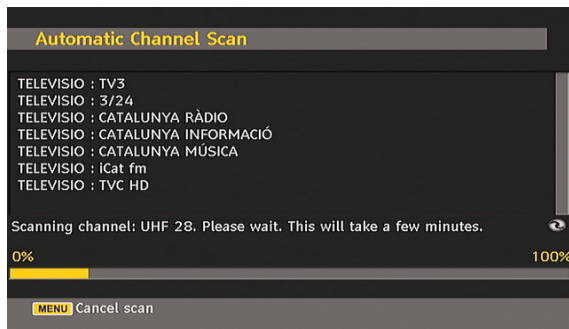 Automatic Channel Scan
TELEVISIO : TV3
TELEVISIO : 3/24
TELEVISIO : CATALUNYA RÀDIO
TELEVISIO : CATALUNYA INFORMACIÓ
TELEVISIO : CATALUNYA MÚSICA
TELEVISIO : iCat fm
TELEVISIO : TVC HD
Scanning channel: UHF 28. Please wait. This will take a few minutes.
0% 100%
MENU Cancel scan